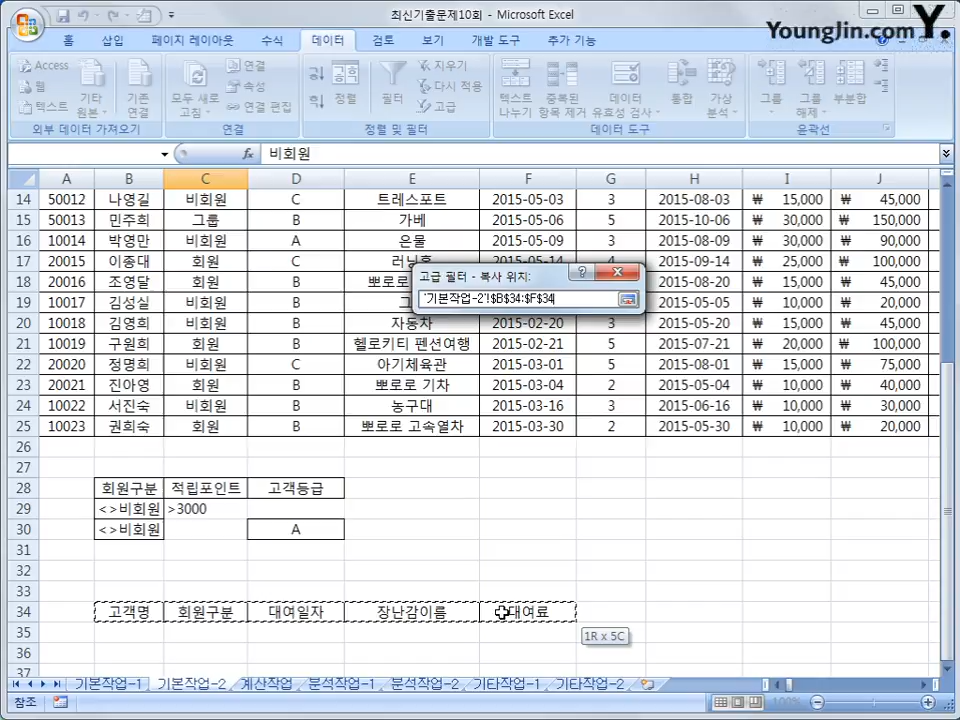 최신기출문제10회 - Microsoft Excel
Younglin.com Y.
홈 삽입 페이지 레이아웃 수식 데이터 검토 보기 개발 도구 추가 기능
Access 웹 텍스트 기타 원본 기존 연결
모두 새로 고침 연결 속성 연결 편집
정렬 필터 지우기 다시 적용 고급
텍스트 나누기 중복된 항목 제거 데이터 유효성 검사 통합 가상 분석
그룹 그룹 해제 부분합
외부 데이터 가져오기 연결 정렬 및 필터 데이터 도구 윤곽선
fx 비회원
A B C D E F G H I J
14 50012 나영길 비회원 C 트레스포트 2015-05-03 3 2015-08-03 ₩ 15,000 ₩ 45,000
15 50013 민주희 그룹 B 가베 2015-05-06 5 2015-10-06 ₩ 30,000 ₩ 150,000
16 10014 박영만 비회원 A 은물 2015-05-09 3 2015-08-09 ₩ 30,000 ₩ 90,000
17 20015 이종대 회원 C 러닝 2015-05-14 4 2015-09-14 ₩ 25,000 ₩ 100,000
고급 필터 - 복사 위치:
18 20016 조영달 회원 B 뽀로로 2015-08-20 ₩ 15,000 ₩ 45,000
'기본작업-2'!$B$34:$F$34
19 10017 김성실 비회원 B 2015-05-05 ₩ 10,000 ₩ 20,000
20 10018 김영희 비회원 B 자동차 2015-02-20 3 2015-05-20 ₩ 15,000 ₩ 45,000
21 10019 구원희 회원 B 헬로키티 펜션여행 2015-02-21 5 2015-07-21 ₩ 20,000 ₩ 100,000
22 20020 정명희 비회원 C 아기체육관 2015-03-01 5 2015-08-01 ₩ 15,000 ₩ 75,000
23 20021 진아영 회원 B 뽀로로 기차 2015-03-04 2 2015-05-04 ₩ 10,000 ₩ 40,000
24 10022 서진숙 비회원 B 농구대 2015-03-16 3 2015-06-16 ₩ 10,000 ₩ 30,000
25 10023 권희숙 회원 B 뽀로로 고속열차 2015-03-30 2 2015-05-30 ₩ 10,000 ₩ 20,000
26
27
28 회원구분 적립포인트 고객등급
29 <>비회원 >3000
30 <>비회원 A
31
32
33
34 고객명 회원구분 대여일자 장난감이름 대여료
35 1R x 5C
36
37
기본작업-1 기본작업-2 계산작업 분석작업-1 분석작업-2 기타작업-1 기타작업-2
참조 100%